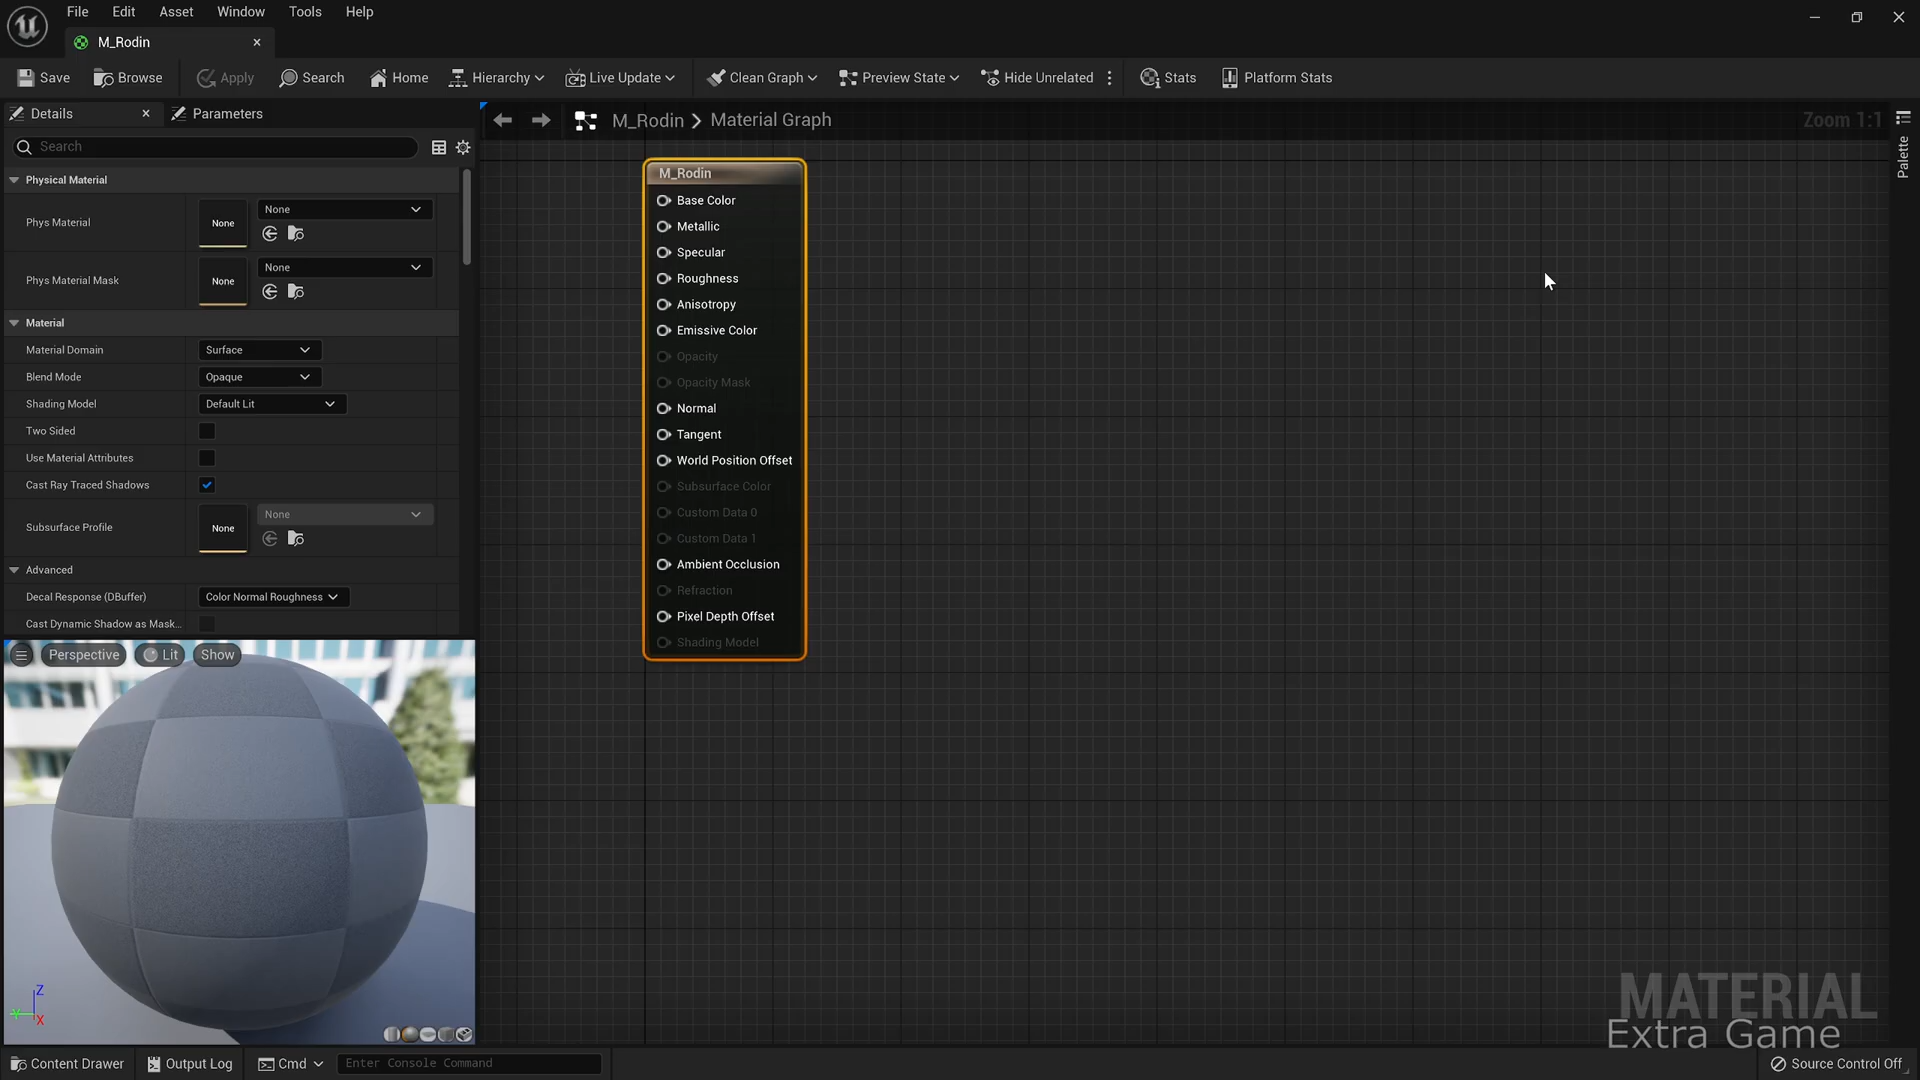 File Edit Asset Window Tools Help
M_Rodin
Save Browse Apply Search Home Hierarchy Live Update Clean Graph Preview State Hide Unrelated Stats Platform Stats
Details Parameters
M_Rodin > Material Graph
Zoom 1:1
Palette
Search
Physical Material
Phys Material None None
Phys Material Mask None None
Material
Material Domain Surface
Blend Mode Opaque
Shading Model Default Lit
Two Sided
Use Material Attributes
Cast Ray Traced Shadows
Subsurface Profile None None
Advanced
Decal Response (DBuffer) Color Normal Roughness
Cast Dynamic Shadow as Mask...
M_Rodin
Base Color
Metallic
Specular
Roughness
Anisotropy
Emissive Color
Opacity
Opacity Mask
Normal
Tangent
World Position Offset
Subsurface Color
Custom Data 0
Custom Data 1
Ambient Occlusion
Refraction
Pixel Depth Offset
Shading Model
Perspective Lit Show
Z
Y
X
MATERIAL
Extra Game
Content Drawer Output Log Cmd Enter Console Command Source Control Off